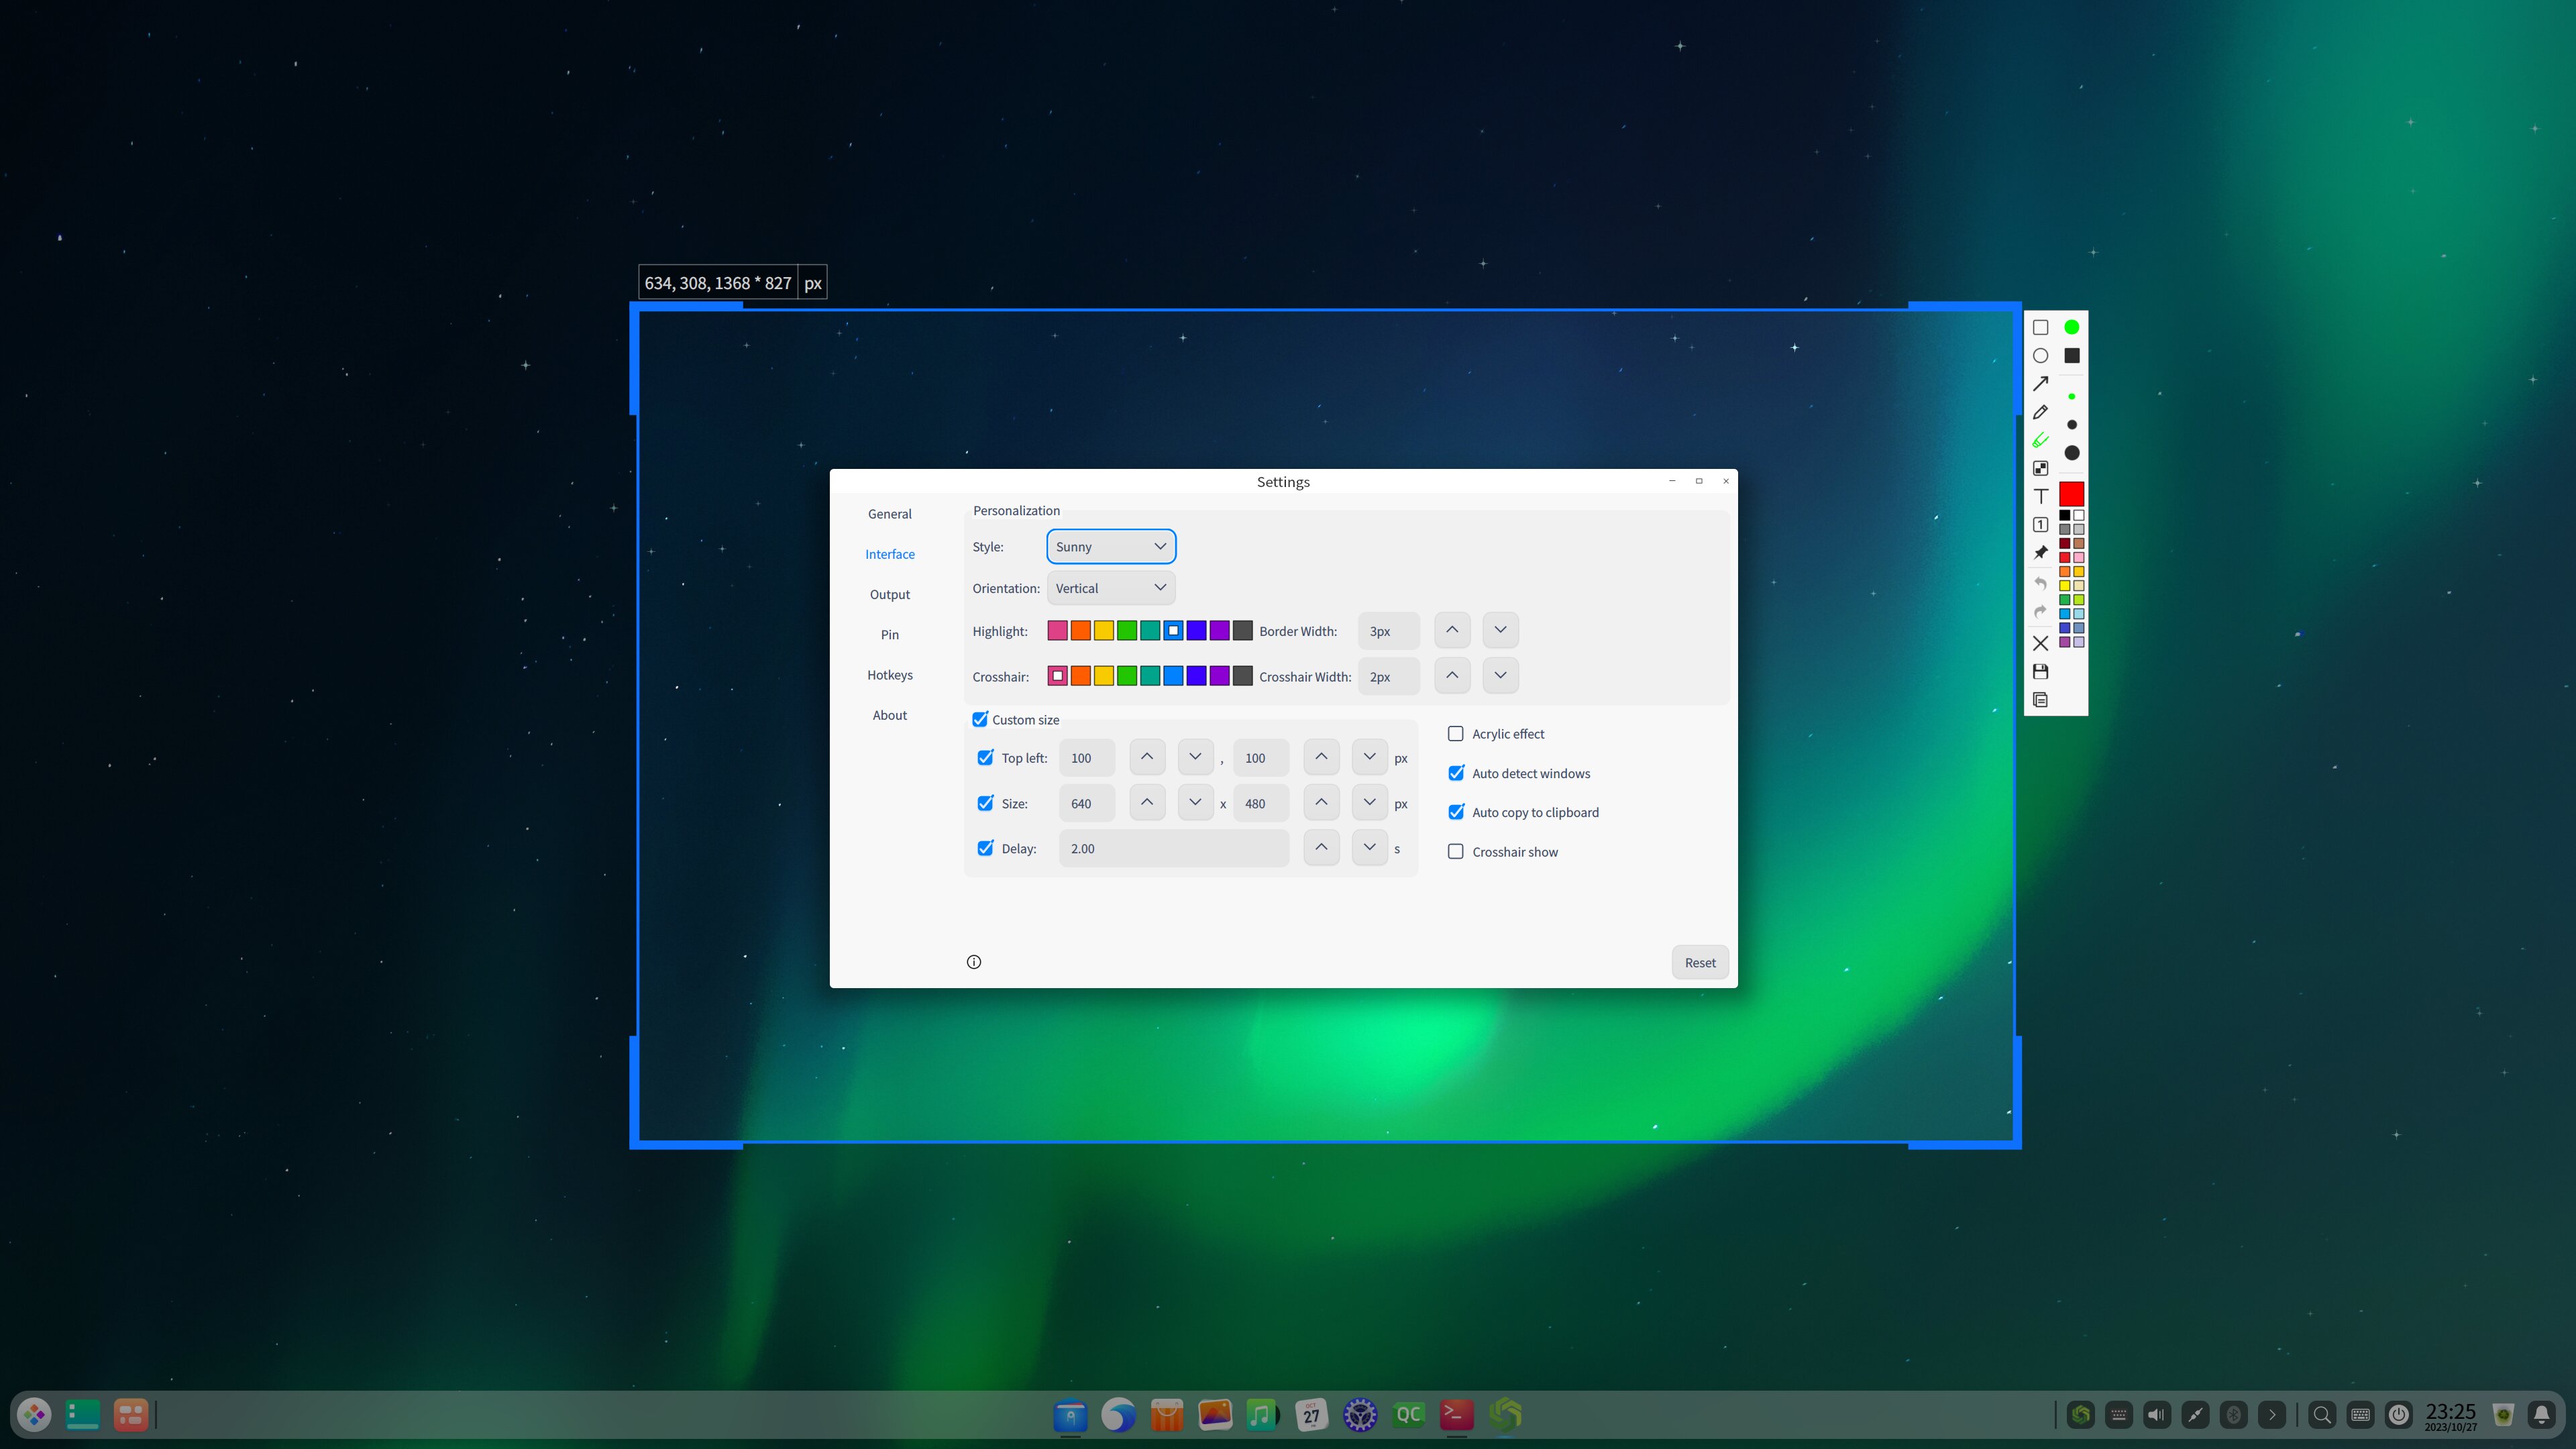 634, 308, 1368 * 827 px
Settings
General
Interface
Output
Pin
Hotkeys
About
Personalization
Style: Sunny
Orientation: Vertical
Highlight: Border Width: 3px
Crosshair: Crosshair Width: 2px
Custom size
Top left: 100 , 100 px
Size: 640 x 480 px
Delay: 2.00 s
Acrylic effect
Auto detect windows
Auto copy to clipboard
Crosshair show
Reset
T
1
OCT
27
QC
23:25
2023/10/27